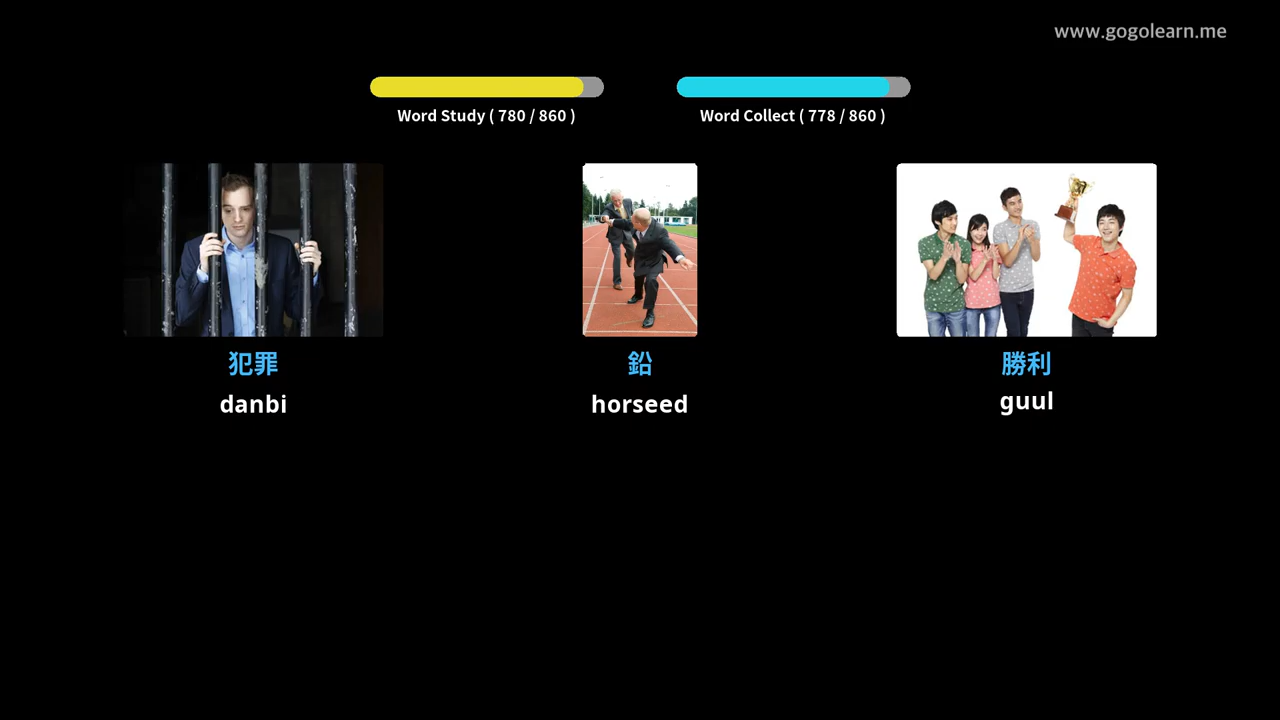 www.gogolearn.me
Word Study ( 780 / 860 )
Word Collect ( 778 / 860 )
犯罪
鉛
勝利
danbi
horseed
guul